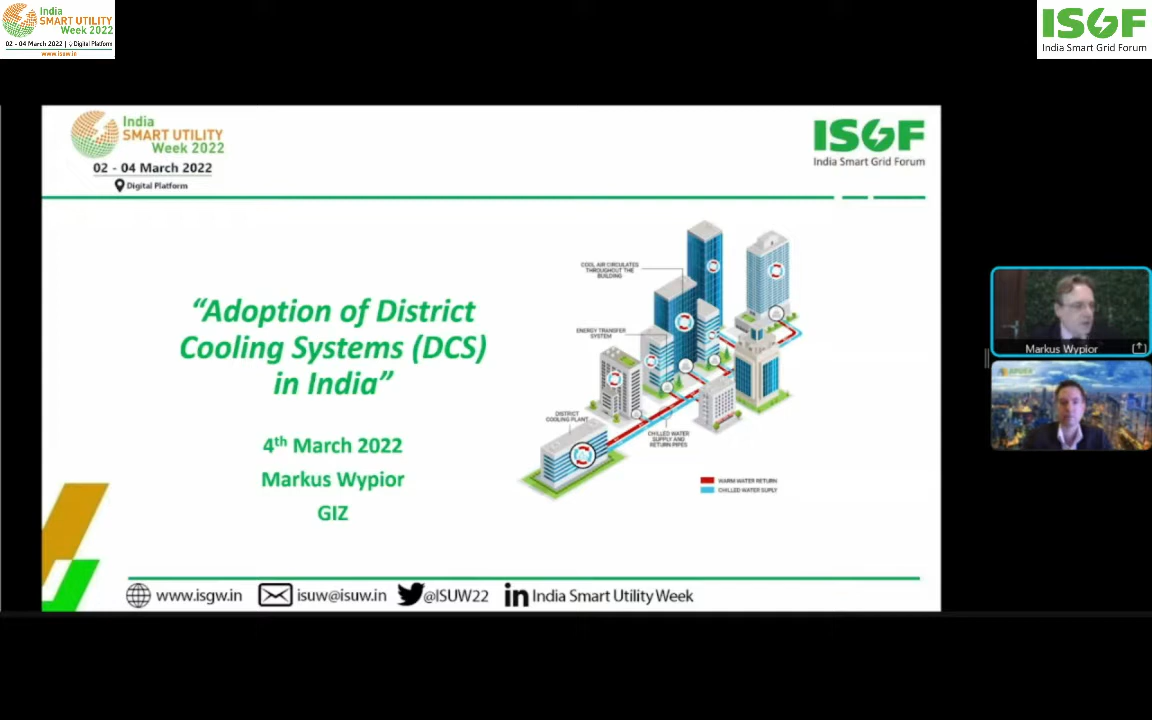 India
SMART UTILITY
Week 2022
02 - 04 March 2022 | Digital Platform
www.isuw.in
ISGF
India Smart Grid Forum
India
SMART UTILITY
Week 2022
02 - 04 March 2022
Digital Platform
ISGF
India Smart Grid Forum
“Adoption of District
Cooling Systems (DCS)
in India”
4th March 2022
Markus Wypior
GIZ
COOL AIR CIRCULATED
THROUGHOUT THE
BUILDING
ENERGY TRANSFER
SYSTEM
DISTRICT
COOLING PLANT
CHILLED WATER
SUPPLY AND
RETURN PIPES
WARM WATER RETURN
CHILLED WATER SUPLY
www.isgw.in
isuw@isuw.in
@ISUW22
in India Smart Utility Week
Markus Wypior